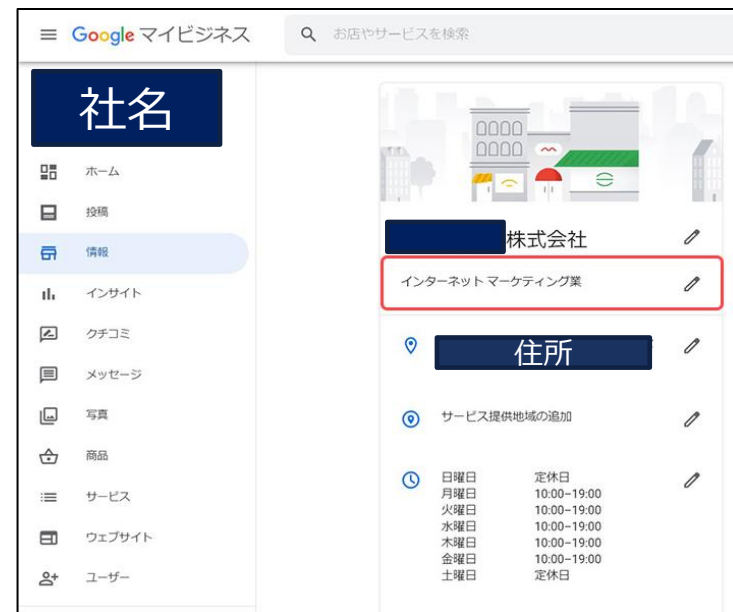 Google マイビジネス
お店やサービスを検索
社名
ホーム
投稿
情報
インサイト
クチコミ
メッセージ
写真
商品
サービス
ウェブサイト
ユーザー
株式会社
インターネット マーケティング業
住所
サービス提供地域の追加
日曜日 定休日
月曜日 10:00–19:00
火曜日 10:00–19:00
水曜日 10:00–19:00
木曜日 10:00–19:00
金曜日 10:00–19:00
土曜日 定休日